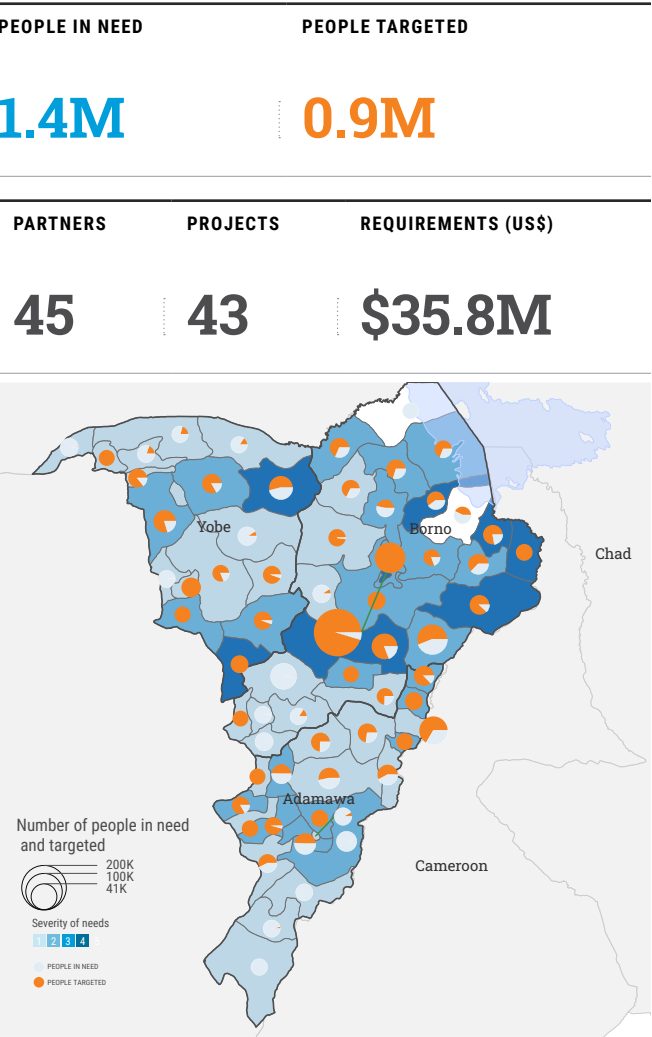 PEOPLE IN NEED
PEOPLE TARGETED
1.4M
0.9M
PARTNERS
PROJECTS
REQUIREMENTS (US$)
45
43
$35.8M
Yobe
Borno
Chad
Adamawa
Cameroon
Number of people in need
and targeted
200K
100K
41K
Severity of needs
1 2 3 4
PEOPLE IN NEED
PEOPLE TARGETED